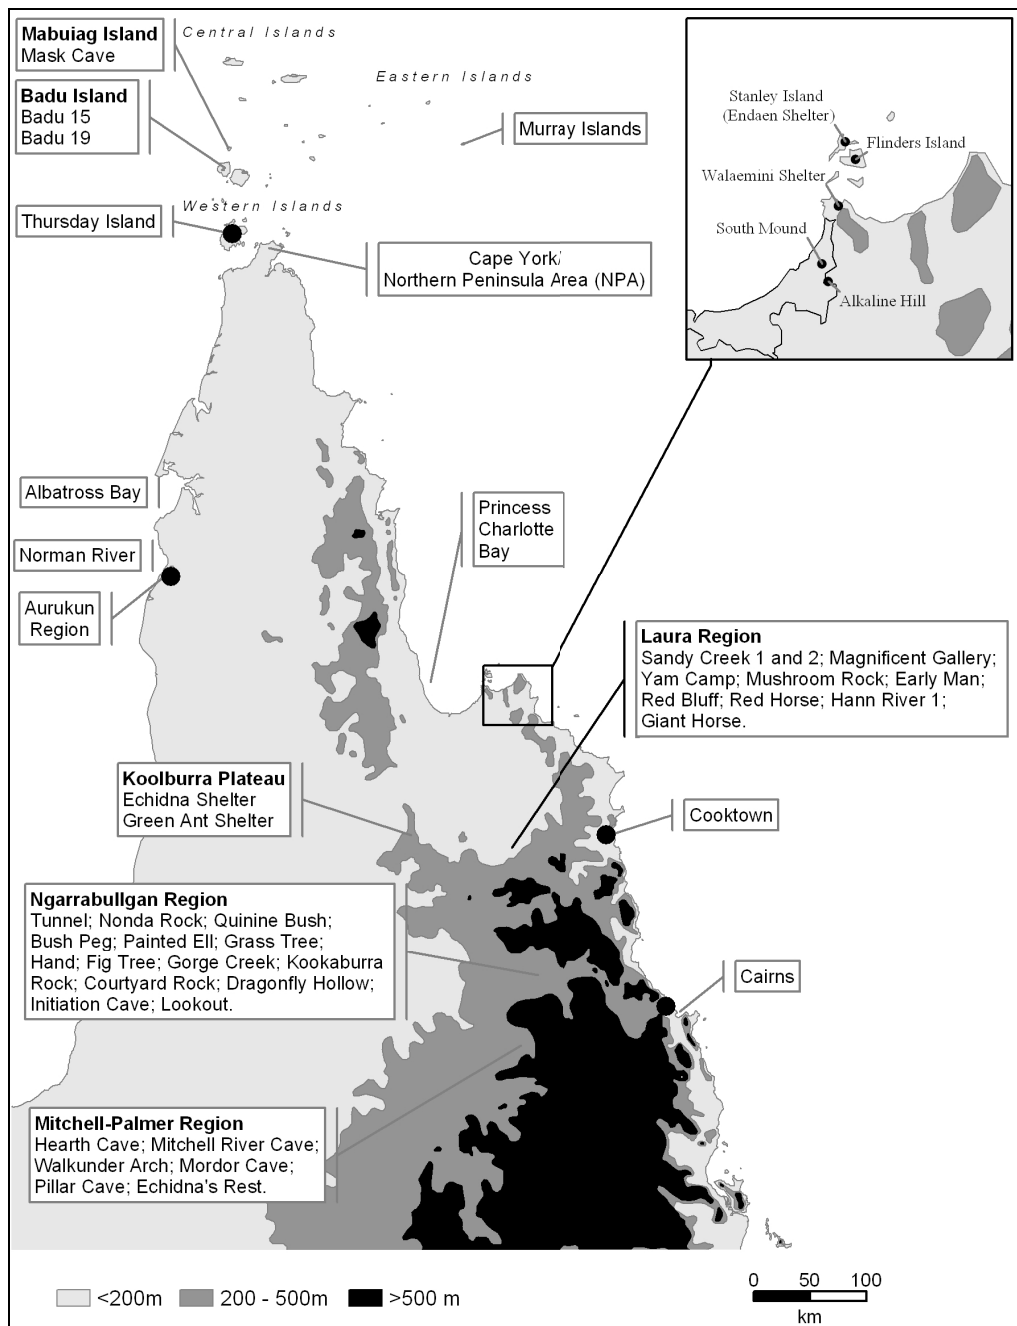 Mabuiag Island
Mask Cave
Central Islands
Eastern Islands
Badu Island
Badu 15
Badu 19
Murray Islands
Western Islands
Thursday Island
Cape York/
Northern Peninsula Area (NPA)
Stanley Island
(Endaen Shelter)
Flinders Island
Walaemini Shelter
South Mound
Alkaline Hill
Albatross Bay
Princess
Charlotte
Bay
Norman River
Aurukun
Region
Laura Region
Sandy Creek 1 and 2; Magnificent Gallery;
Yam Camp; Mushroom Rock; Early Man;
Red Bluff; Red Horse; Hann River 1;
Giant Horse.
Koolburra Plateau
Echidna Shelter
Green Ant Shelter
Cooktown
Ngarrabullgan Region
Tunnel; Nonda Rock; Quinine Bush;
Bush Peg; Painted Ell; Grass Tree;
Hand; Fig Tree; Gorge Creek; Kookaburra
Rock; Courtyard Rock; Dragonfly Hollow;
Initiation Cave; Lookout.
Cairns
Mitchell-Palmer Region
Hearth Cave; Mitchell River Cave;
Walkunder Arch; Mordor Cave;
Pillar Cave; Echidna's Rest.
<200m
200 - 500m
>500 m
0 50 100
km